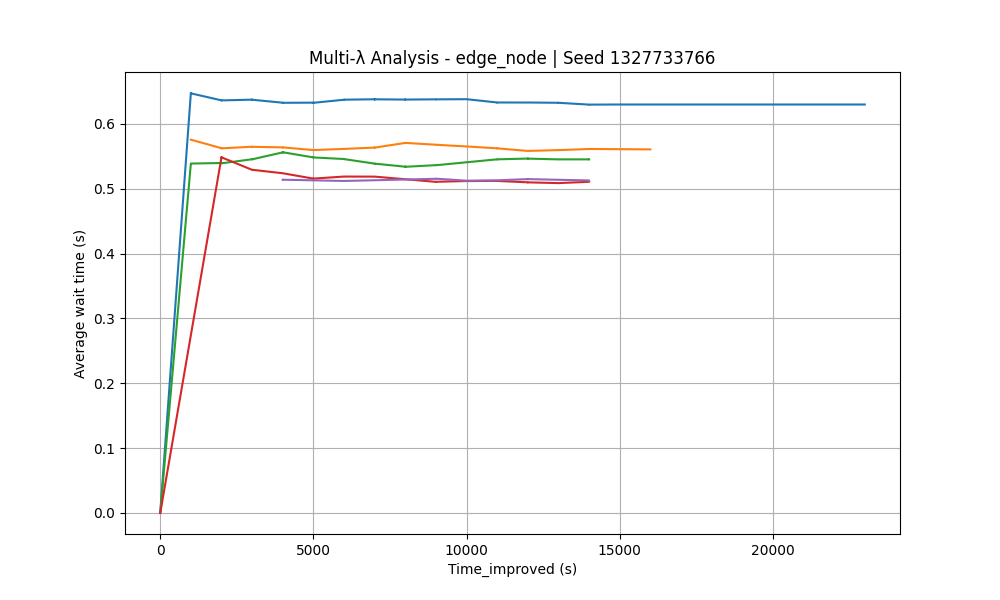 Multi-λ Analysis - edge_node | Seed 1327733766
Average wait time (s)
0.6
0.5
0.4
0.3
0.2
0.1
0.0
0 5000 10000 15000 20000
Time_improved (s)